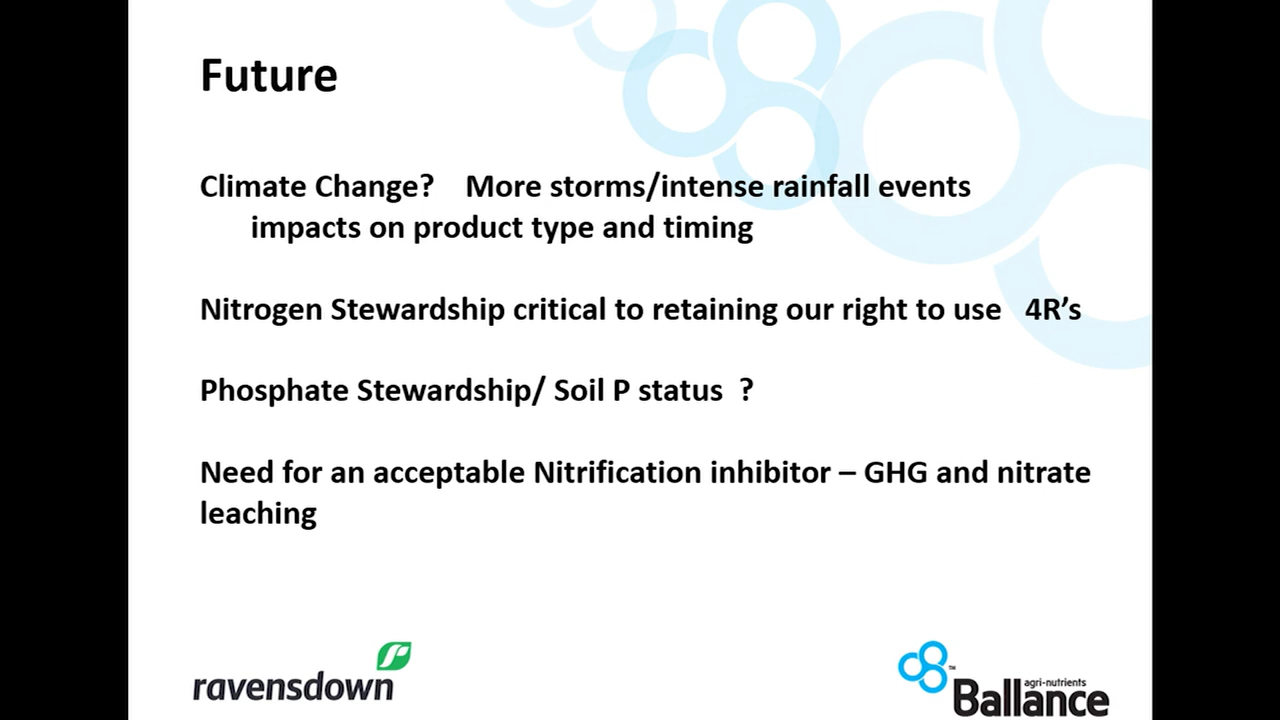 Future
Climate Change? More storms/intense rainfall events
impacts on product type and timing
Nitrogen Stewardship critical to retaining our right to use 4R’s
Phosphate Stewardship/ Soil P status ?
Need for an acceptable Nitrification inhibitor – GHG and nitrate
leaching
ravensdown
TM
agri-nutrients
Ballance